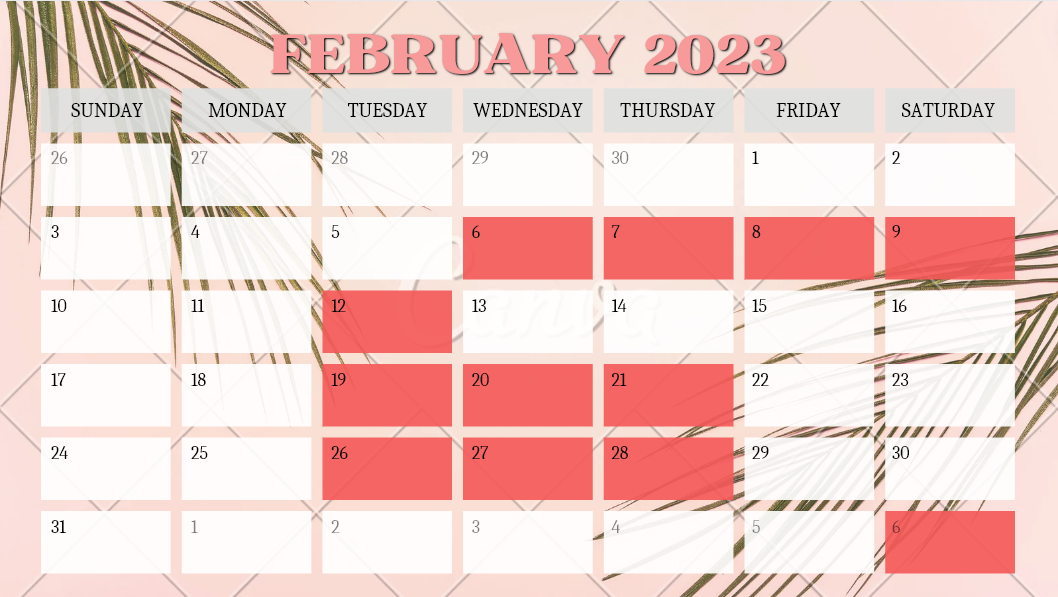 FEBRUARY 2023
SUNDAY MONDAY TUESDAY WEDNESDAY THURSDAY FRIDAY SATURDAY
26 27 28 29 30 1 2
3 4 5 6 7 8 9
10 11 12 13 14 15 16
17 18 19 20 21 22 23
24 25 26 27 28 29 30
31 1 2 3 4 5 6
Canva